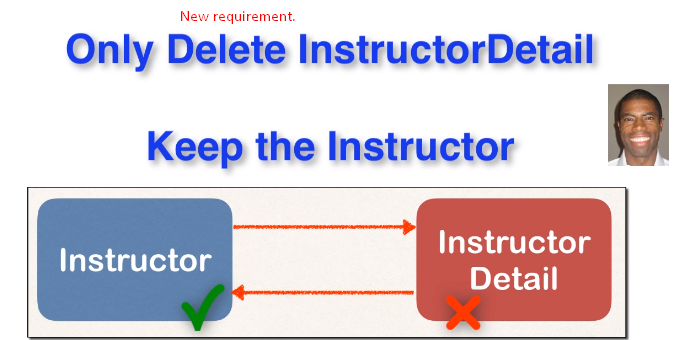 New requirement.
Only Delete InstructorDetail
Keep the Instructor
Instructor
Instructor
Detail